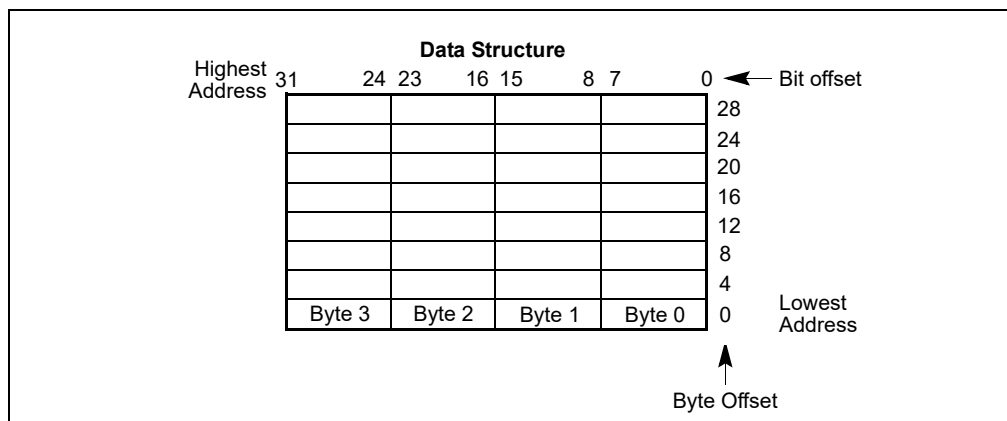 Data Structure
Highest
Address
31 24 23 16 15 8 7 0
Bit offset
28
24
20
16
12
8
4
Byte 3 Byte 2 Byte 1 Byte 0 0
Lowest
Address
Byte Offset